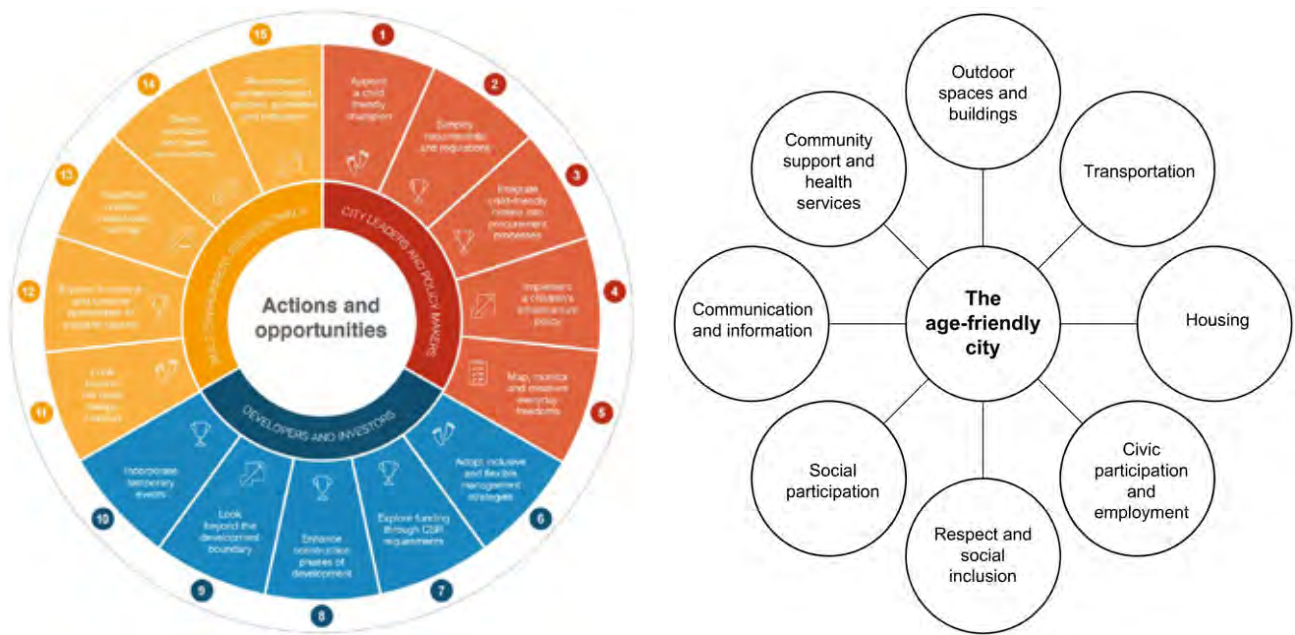 1
Appoint
a child
friendly
champion
2
Simplify
requirements
and regulations
3
Integrate
child-friendly
into
procurement
processes
4
Implement
a children's
infrastructure
policy
5
Map, monitor
and measure
everyday
freedoms
6
Adopt inclusive
and flexible
management
strategies
7
Explore funding
through CSR
requirements
8
Enhance
construction
phases of
development
9
Look
beyond the
development
boundary
10
Incorporate
temporary
events
11
12
13
14
15
CITY LEADERS AND POLICY MAKERS
DEVELOPERS AND INVESTORS
BUILT ENVIRONMENT PROFESSIONALS
Actions and
opportunities
Outdoor
spaces and
buildings
Transportation
Housing
Civic
participation
and
employment
Respect and
social
inclusion
Social
participation
Communication
and information
Community
support and
health
services
The
age-friendly
city